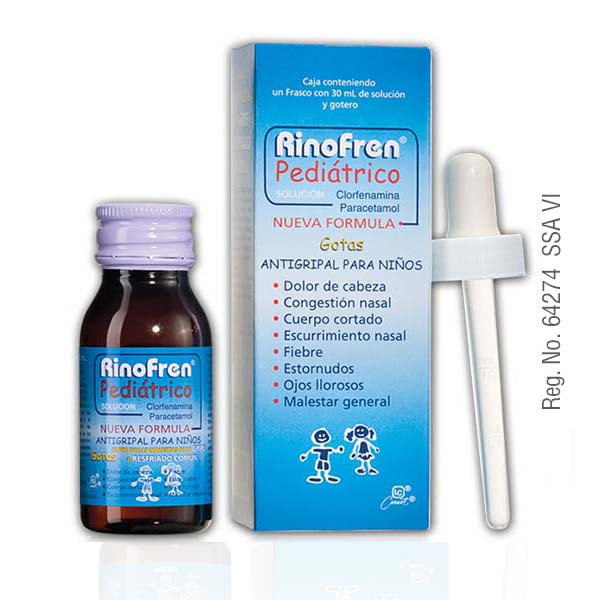 Caja conteniendo
un Frasco con 30 mL de solución
y gotero
RinoFren®
Pediátrico
SOLUCION
Clorfenamina
Paracetamol
NUEVA FORMULA
Gotas
ANTIGRIPAL PARA NIÑOS
• Dolor de cabeza
• Congestión nasal
• Cuerpo cortado
• Escurrimiento nasal
• Fiebre
• Estornudos
• Ojos llorosos
• Malestar general
LC
Carnot®
RinoFren®
Pediátrico
SOLUCION
Clorfenamina
Paracetamol
NUEVA FORMULA
ANTIGRIPAL PARA NIÑOS
Gotas
RESFRIADO COMUN
Reg. No. 64274 SSA VI